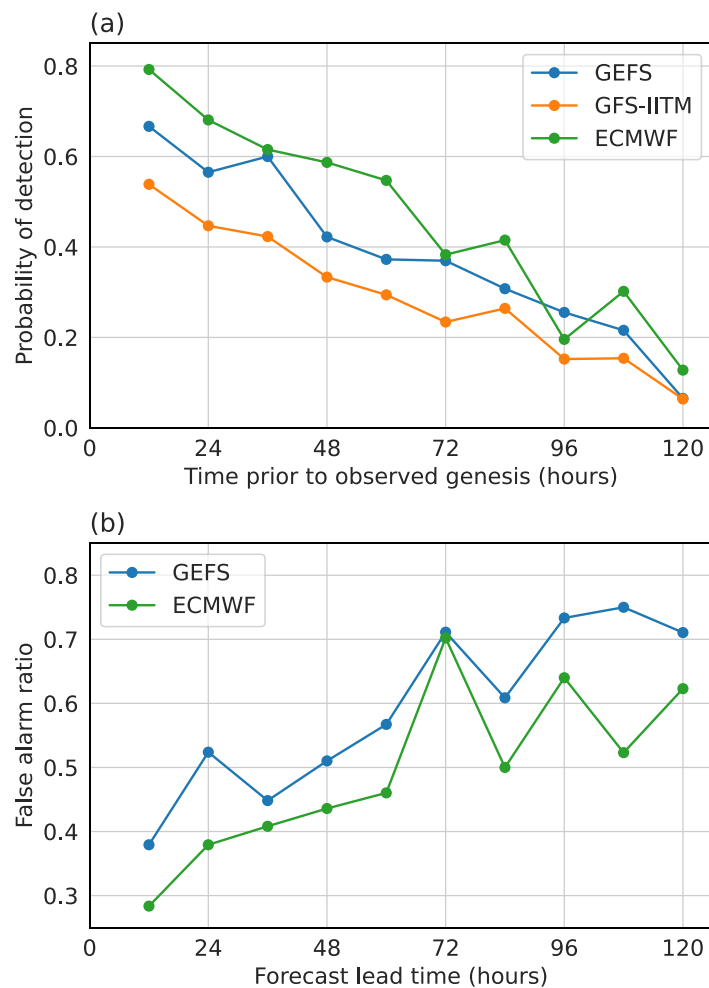 (a)
0.8
0.6
0.4
0.2
0.0
Probability of detection
GEFS
GFS-IITM
ECMWF
0 24 48 72 96 120
Time prior to observed genesis (hours)
(b)
0.8
0.7
0.6
0.5
0.4
0.3
False alarm ratio
GEFS
ECMWF
0 24 48 72 96 120
Forecast lead time (hours)